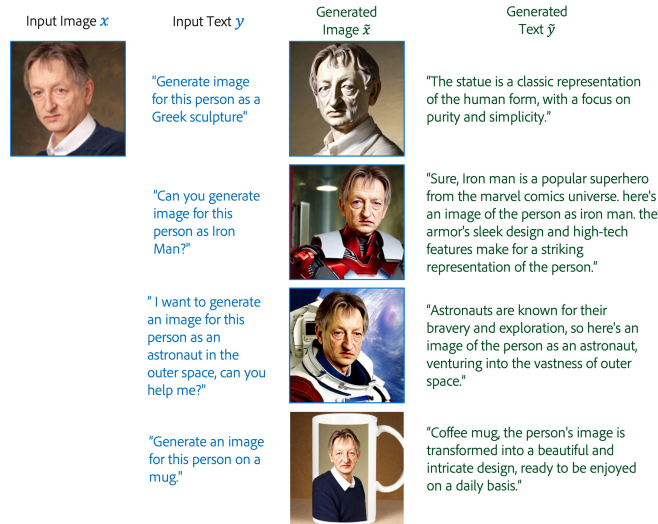 Input Image x
Input Text y
Generated
Image x̃
Generated
Text ỹ
"Generate image
for this person as a
Greek sculpture"
"The statue is a classic representation
of the human form, with a focus on
purity and simplicity."
"Can you generate
image for this
person as Iron
Man?"
"Sure, Iron man is a popular superhero
from the marvel comics universe. here's
an image of the person as iron man. the
armor's sleek design and high-tech
features make for a striking
representation of the person."
" I want to generate
an image for this
person as an
astronaut in the
outer space, can you
help me?"
"Astronauts are known for their
bravery and exploration, so here's an
image of the person as an astronaut,
venturing into the vastness of outer
space."
"Generate an image
for this person on a
mug."
"Coffee mug, the person's image is
transformed into a beautiful and
intricate design, ready to be enjoyed
on a daily basis."